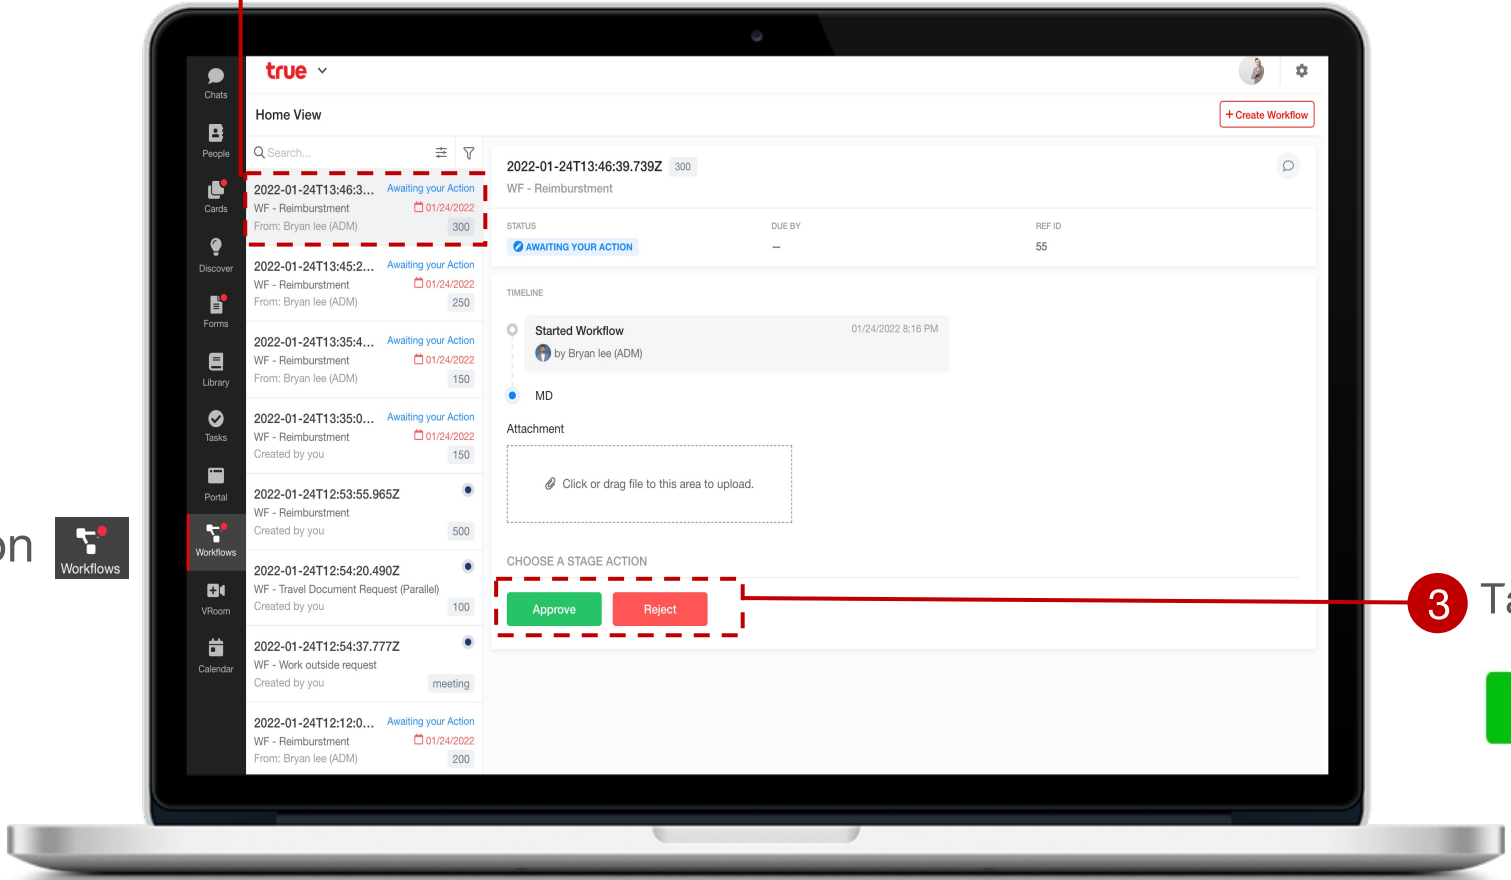 true
Home View
+ Create Workflow
Chats
People
Cards
Discover
Forms
Library
Tasks
Portal
Workflows
VRoom
Calendar
Search...
2022-01-24T13:46:3... Awaiting your Action
WF - Reimburstment 01/24/2022
From: Bryan lee (ADM) 300
2022-01-24T13:45:2... Awaiting your Action
WF - Reimburstment 01/24/2022
From: Bryan lee (ADM) 250
2022-01-24T13:35:4... Awaiting your Action
WF - Reimburstment 01/24/2022
From: Bryan lee (ADM) 150
2022-01-24T13:35:0... Awaiting your Action
WF - Reimburstment 01/24/2022
Created by you 150
2022-01-24T12:53:55.965Z
WF - Reimburstment
Created by you 500
2022-01-24T12:54:20.490Z
WF - Travel Document Request (Parallel)
Created by you 100
2022-01-24T12:54:37.777Z
WF - Work outside request
Created by you meeting
2022-01-24T12:12:0... Awaiting your Action
WF - Reimburstment 01/24/2022
From: Bryan lee (ADM) 200
2022-01-24T13:46:39.739Z 300
WF - Reimburstment
STATUS DUE BY REF ID
AWAITING YOUR ACTION – 55
TIMELINE
Started Workflow 01/24/2022 8:16 PM
by Bryan lee (ADM)
MD
Attachment
Click or drag file to this area to upload.
CHOOSE A STAGE ACTION
Approve Reject
on
Workflows
3